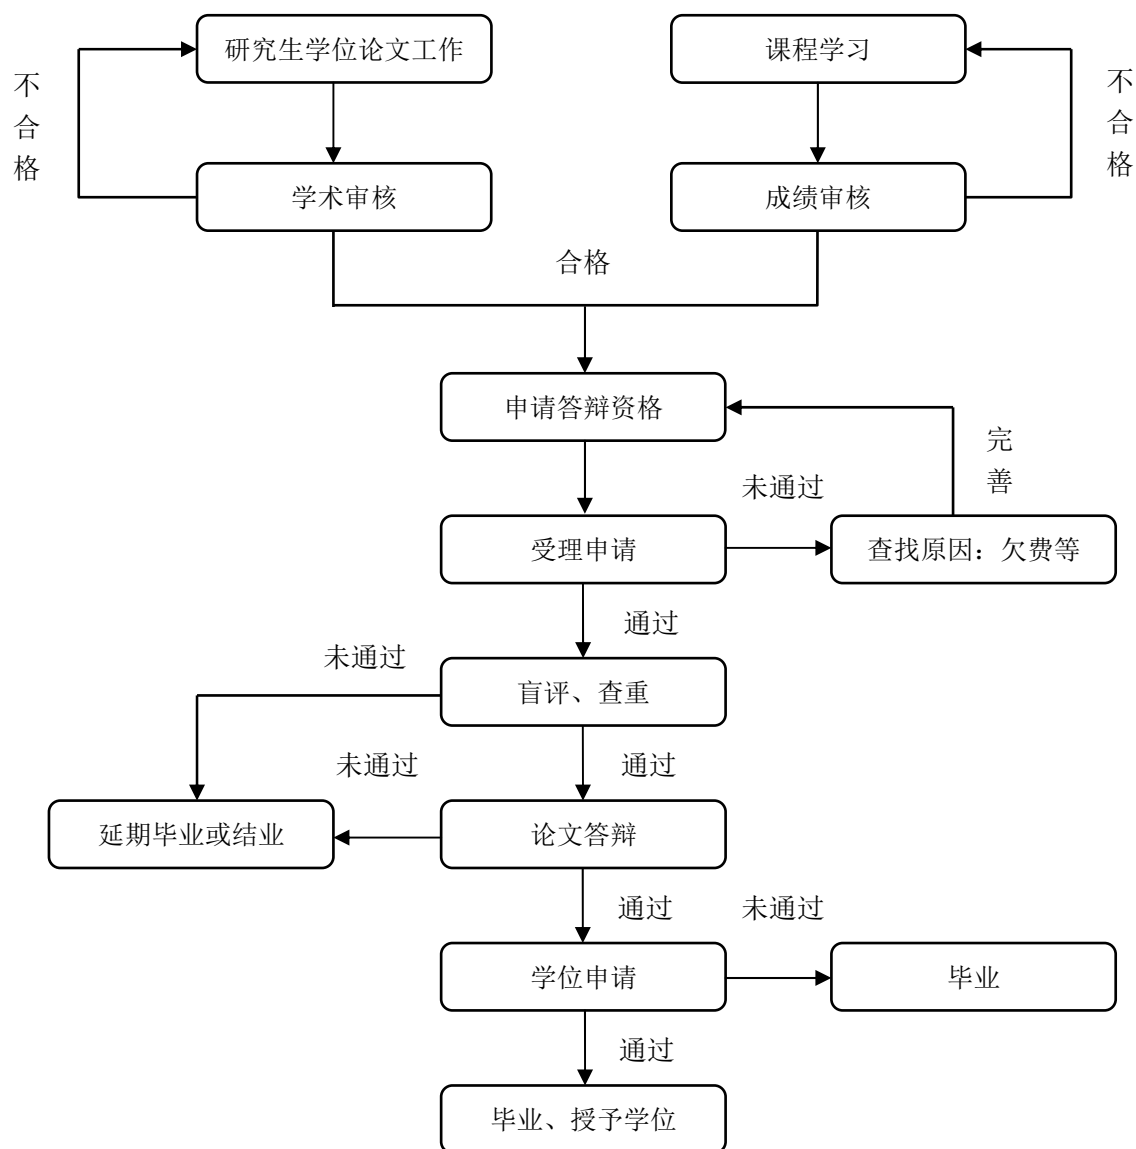 研究生学位论文工作
课程学习
不合格
不合格
学术审核
成绩审核
合格
申请答辩资格
完善
未通过
受理申请
查找原因：欠费等
通过
未通过
盲评、查重
未通过
通过
延期毕业或结业
论文答辩
通过
未通过
学位申请
毕业
通过
毕业、授予学位